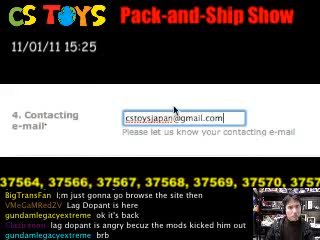 CS TOYS Pack-and-Ship Show
11/01/11 15:25
4. Contacting
e-mail*
cstoysjapan@gmail.com
Please let us know your contacting e-mail
37564, 37566, 37567, 37568, 37569, 37570, 3757
BigTransFan I;m just gonna go browse the site then
VMeGaMRedZV Lag Dopant is here
gundamlegacyextreme ok it's back
lag dopant is angry becuz the mods kicked him out
gundamlegacyextreme brb